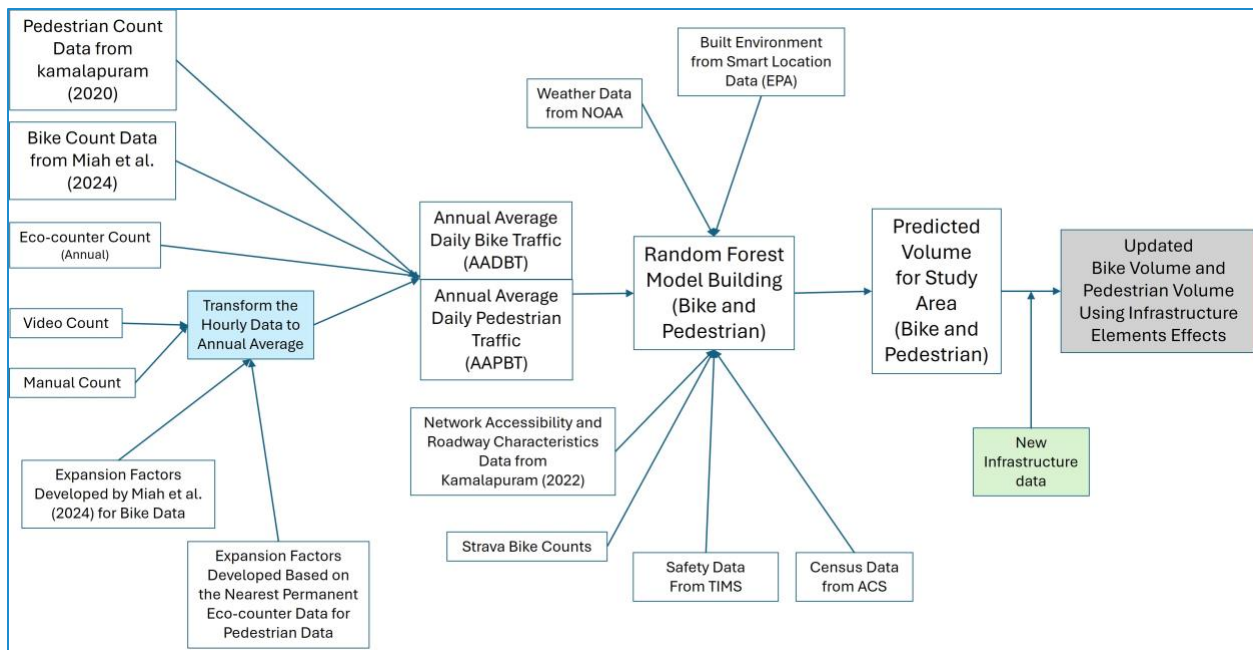 Pedestrian Count
Data from
kamalapuram
(2020)
Bike Count Data
from Miah et al.
(2024)
Eco-counter Count
(Annual)
Video Count
Manual Count
Transform the
Hourly Data to
Annual Average
Expansion Factors
Developed by Miah et al.
(2024) for Bike Data
Expansion Factors
Developed Based on
the Nearest Permanent
Eco-counter Data for
Pedestrian Data
Annual Average
Daily Bike Traffic
(AADBT)
Annual Average
Daily Pedestrian
Traffic
(AAPBT)
Weather Data
from NOAA
Built Environment
from Smart Location
Data (EPA)
Random Forest
Model Building
(Bike and
Pedestrian)
Network Accessibility and
Roadway Characteristics
Data from
Kamalapuram (2022)
Strava Bike Counts
Safety Data
From TIMS
Census Data
from ACS
Predicted
Volume
for Study
Area
(Bike and
Pedestrian)
New
Infrastructure
data
Updated
Bike Volume and
Pedestrian Volume
Using Infrastructure
Elements Effects